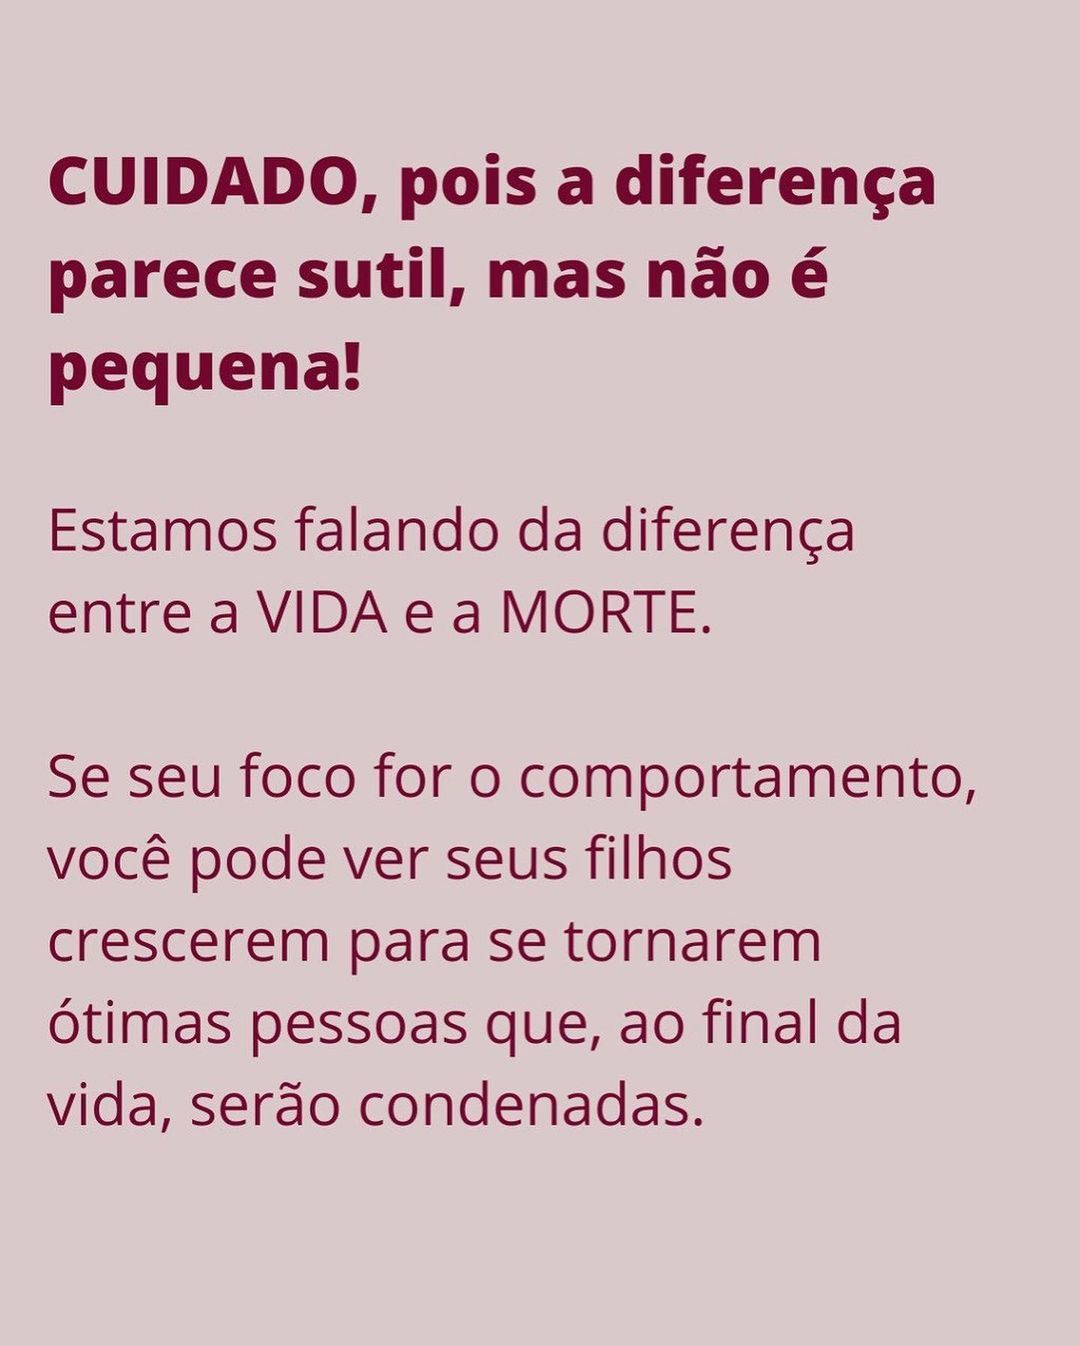 CUIDADO, pois a diferença
parece sutil, mas não é
pequena!
Estamos falando da diferença
entre a VIDA e a MORTE.
Se seu foco for o comportamento,
você pode ver seus filhos
crescerem para se tornarem
ótimas pessoas que, ao final da
vida, serão condenadas.